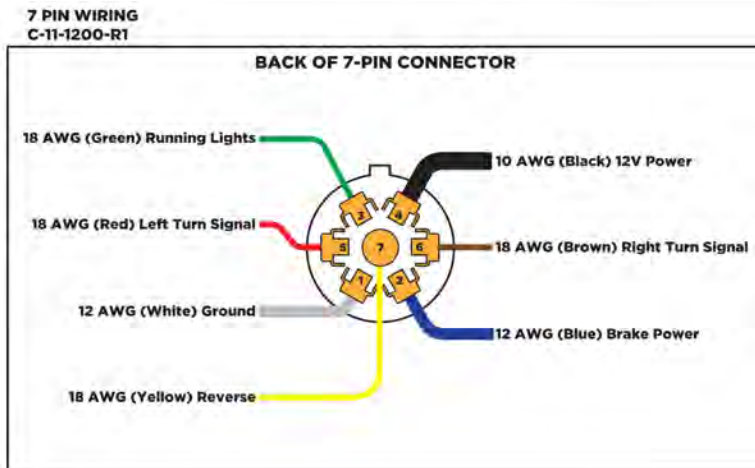 7 PIN WIRING
C-11-1200-R1
BACK OF 7-PIN CONNECTOR
18 AWG (Green) Running Lights
10 AWG (Black) 12V Power
3
4
18 AWG (Red) Left Turn Signal
5
7
6
18 AWG (Brown) Right Turn Signal
1
2
12 AWG (White) Ground
12 AWG (Blue) Brake Power
18 AWG (Yellow) Reverse